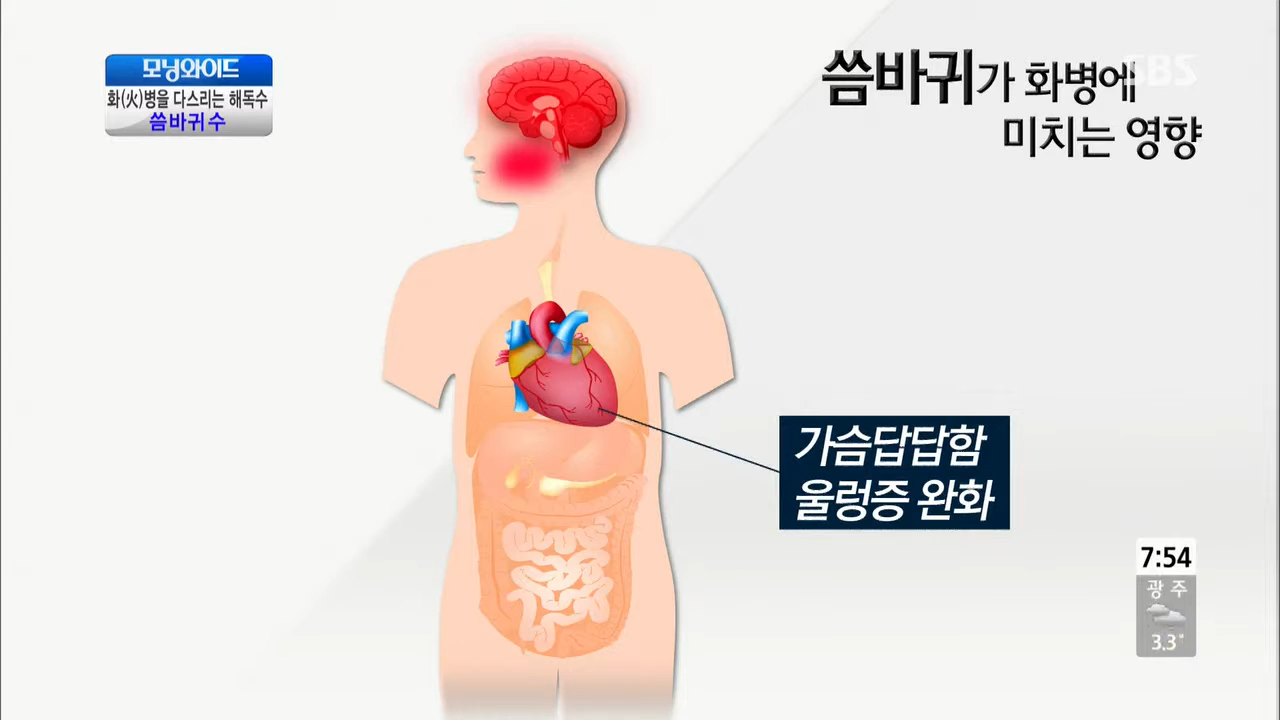 모닝와이드
화(火)병을 다스리는 해독수
씀바귀수
씀바귀가 화병에
미치는 영향
SBS
가슴답답함
울렁증 완화
7:54
광주
3.3°